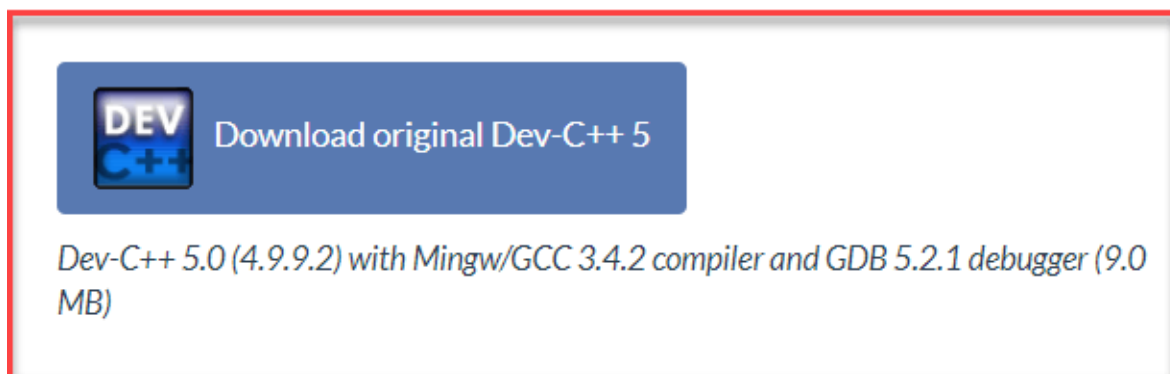 DEV
C++
Download original Dev-C++ 5
Dev-C++ 5.0 (4.9.9.2) with Mingw/GCC 3.4.2 compiler and GDB 5.2.1 debugger (9.0
MB)